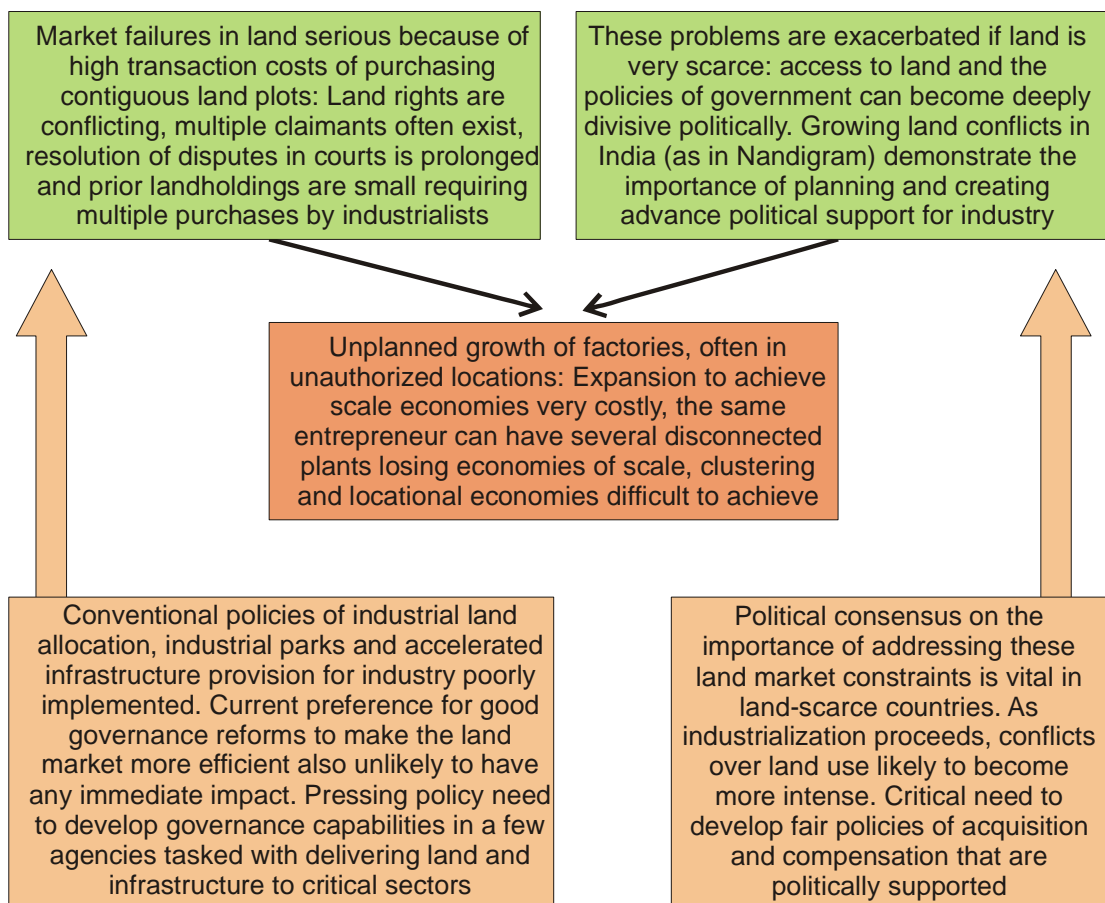 Market failures in land serious because of
high transaction costs of purchasing
contiguous land plots: Land rights are
conflicting, multiple claimants often exist,
resolution of disputes in courts is prolonged
and prior landholdings are small requiring
multiple purchases by industrialists
These problems are exacerbated if land is
very scarce: access to land and the
policies of government can become deeply
divisive politically. Growing land conflicts in
India (as in Nandigram) demonstrate the
importance of planning and creating
advance political support for industry
Unplanned growth of factories, often in
unauthorized locations: Expansion to achieve
scale economies very costly, the same
entrepreneur can have several disconnected
plants losing economies of scale, clustering
and locational economies difficult to achieve
Conventional policies of industrial land
allocation, industrial parks and accelerated
infrastructure provision for industry poorly
implemented. Current preference for good
governance reforms to make the land
market more efficient also unlikely to have
any immediate impact. Pressing policy need
to develop governance capabilities in a few
agencies tasked with delivering land and
infrastructure to critical sectors
Political consensus on the
importance of addressing these
land market constraints is vital in
land-scarce countries. As
industrialization proceeds, conflicts
over land use likely to become
more intense. Critical need to
develop fair policies of acquisition
and compensation that are
politically supported